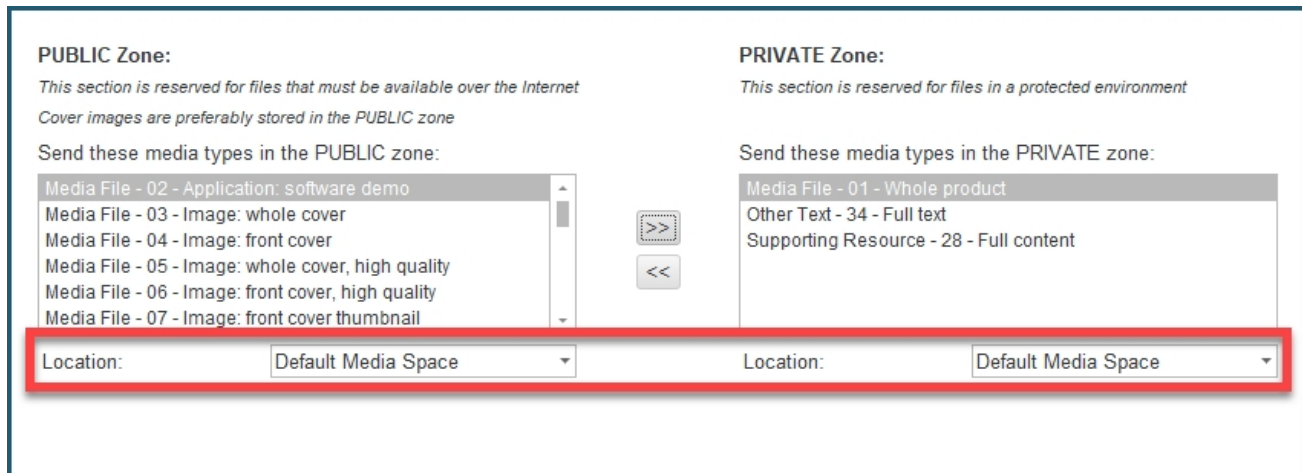 PUBLIC Zone:
This section is reserved for files that must be available over the Internet
Cover images are preferably stored in the PUBLIC zone
Send these media types in the PUBLIC zone:
Media File - 02 - Application: software demo
Media File - 03 - Image: whole cover
Media File - 04 - Image: front cover
Media File - 05 - Image: whole cover, high quality
Media File - 06 - Image: front cover, high quality
Media File - 07 - Image: front cover thumbnail
Location:
Default Media Space
>>
<<
PRIVATE Zone:
This section is reserved for files in a protected environment
Send these media types in the PRIVATE zone:
Media File - 01 - Whole product
Other Text - 34 - Full text
Supporting Resource - 28 - Full content
Location:
Default Media Space